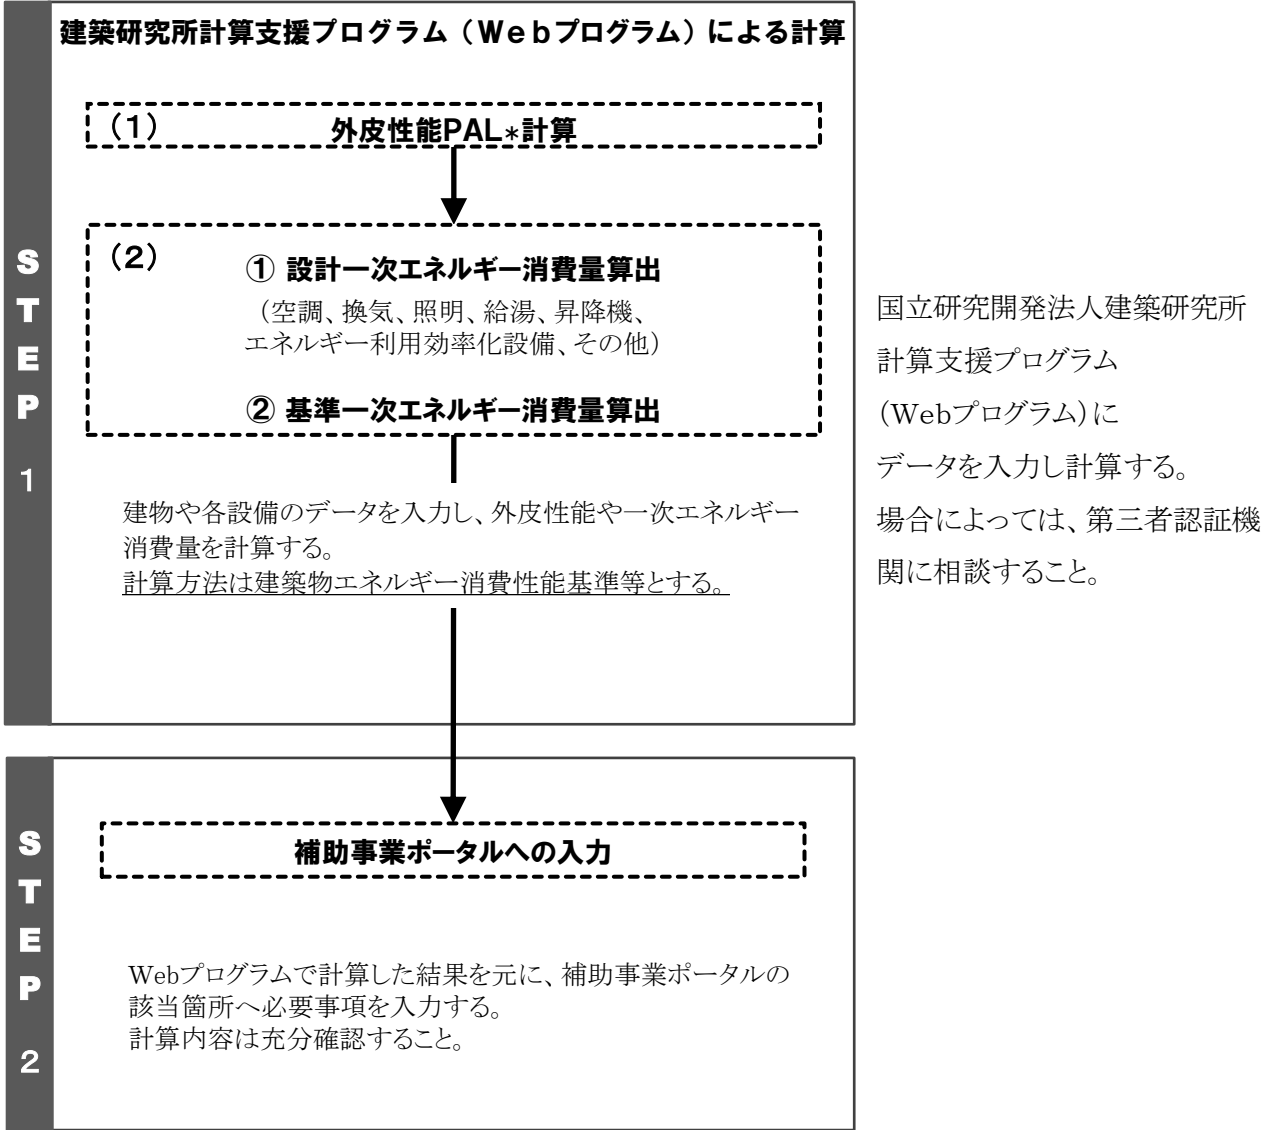 建築研究所計算支援プログラム（Ｗｅｂプログラム）による計算
STEP 1
（1） 外皮性能PAL*計算
（2） ① 設計一次エネルギー消費量算出
（空調、換気、照明、給湯、昇降機、
エネルギー利用効率化設備、その他）
② 基準一次エネルギー消費量算出
建物や各設備のデータを入力し、外皮性能や一次エネルギー
消費量を計算する。
計算方法は建築物エネルギー消費性能基準等とする。
国立研究開発法人建築研究所
計算支援プログラム
（Webプログラム）に
データを入力し計算する。
場合によっては、第三者認証機
関に相談すること。
STEP 2
補助事業ポータルへの入力
Webプログラムで計算した結果を元に、補助事業ポータルの
該当箇所へ必要事項を入力する。
計算内容は充分確認すること。